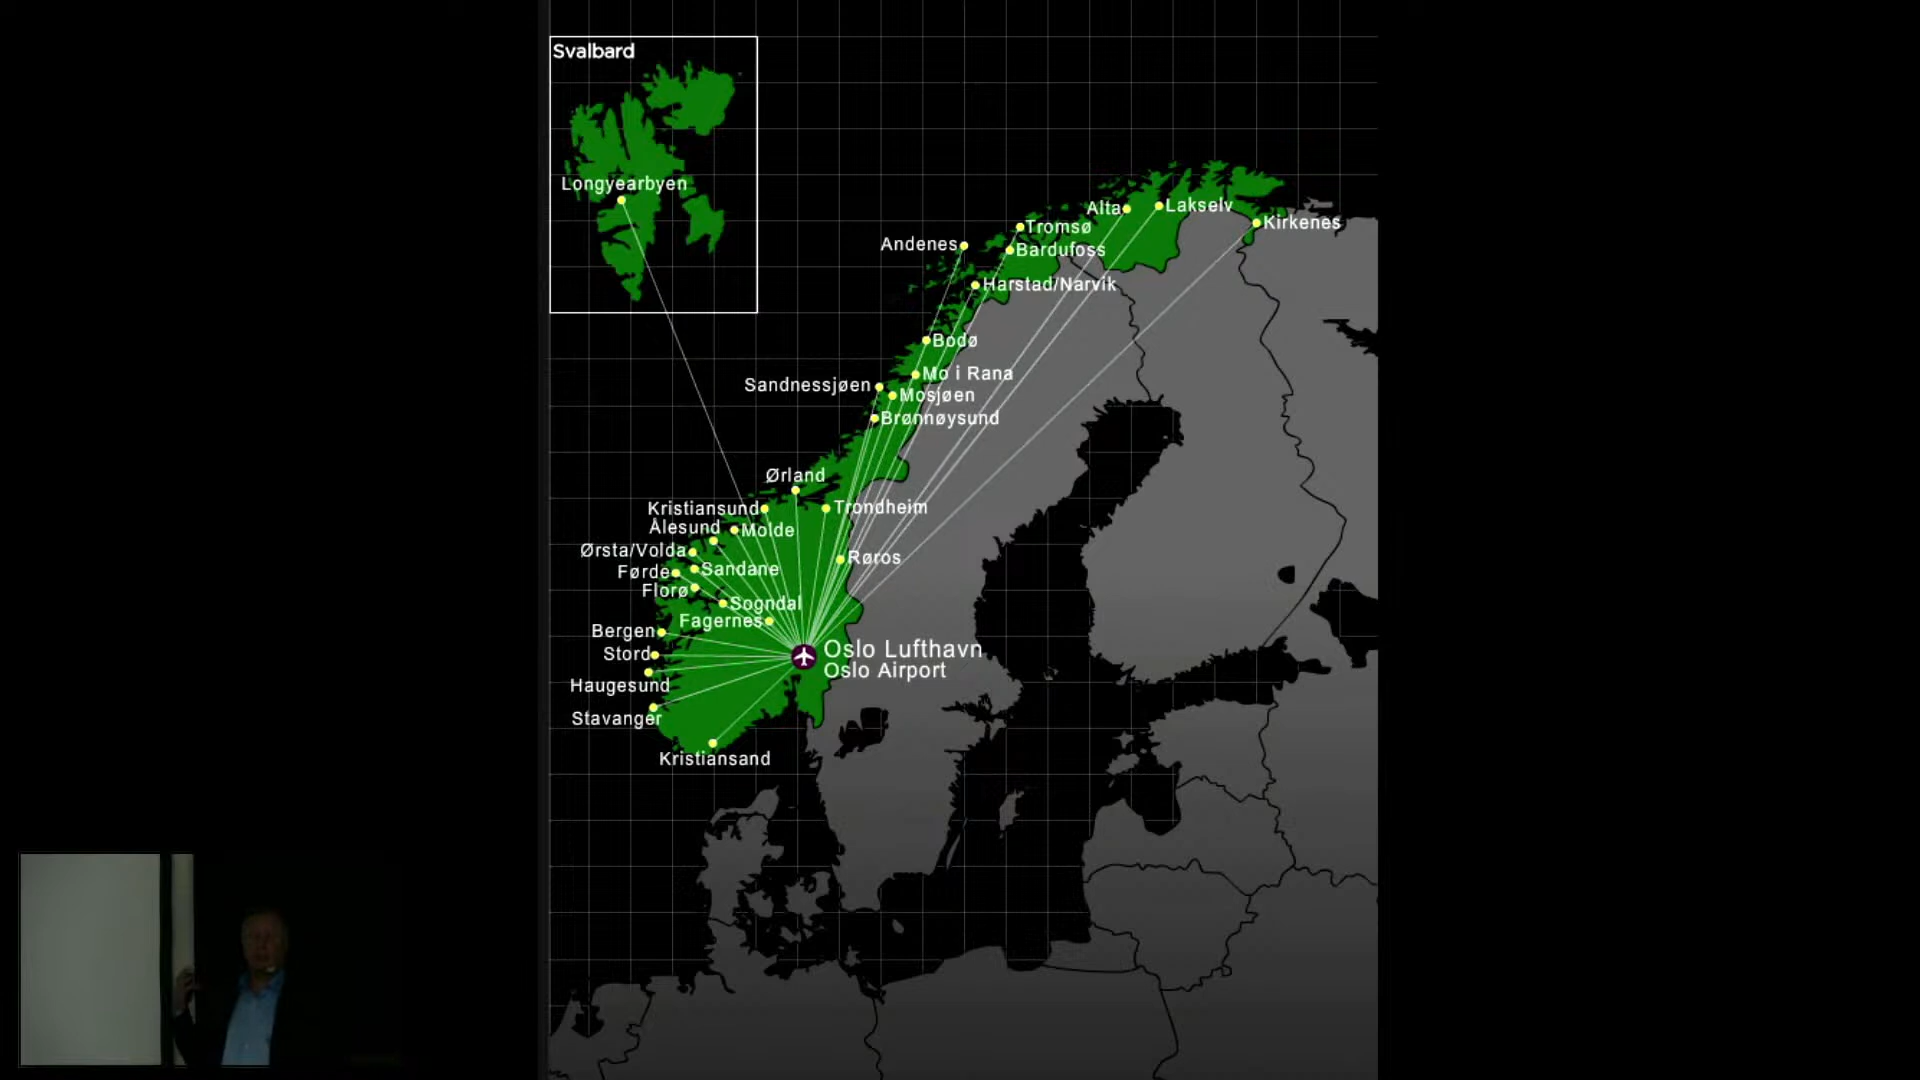 Svalbard
Longyearbyen
Alta
Lakselv
Kirkenes
Tromsø
Andenes
Bardufoss
Harstad/Narvik
Bodø
Mo i Rana
Sandnessjøen
Mosjøen
Brønnøysund
Ørland
Kristiansund
Trondheim
Ålesund
Molde
Ørsta/Volda
Røros
Førde
Sandane
Florø
Sogndal
Fagernes
Bergen
Stord
Oslo Lufthavn
Oslo Airport
Haugesund
Stavanger
Kristiansand